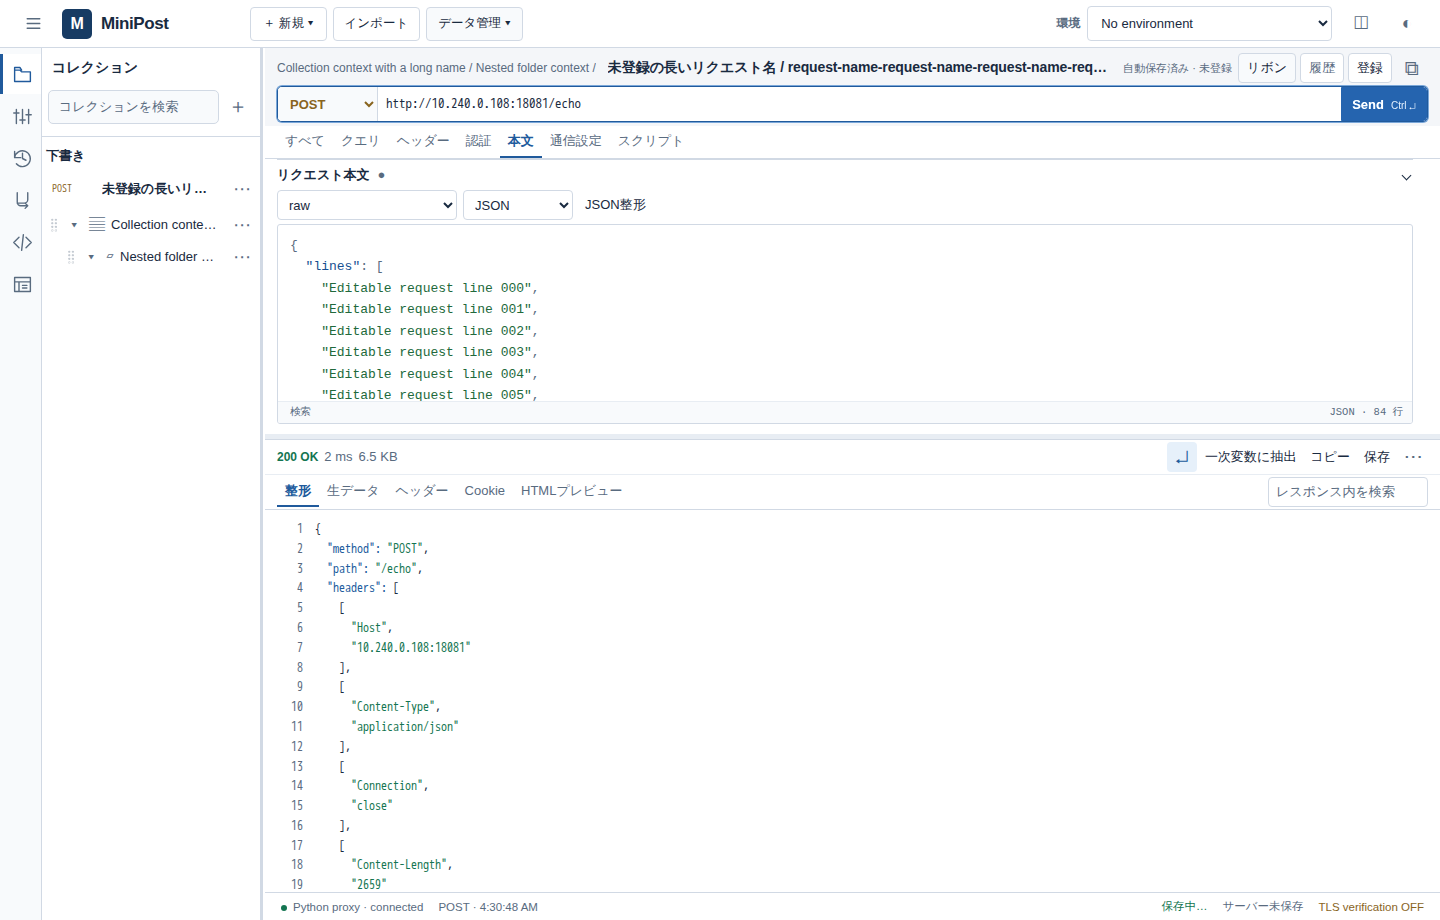 M MiniPost ＋ 新規 ▾ インポート データ管理 ▾ 環境 No environment
コレクション
Collection context with a long name / Nested folder context / 未登録の長いリクエスト名 / request-name-request-name-request-name-req… 自動保存済み · 未登録 リボン 履歴 登録
コレクションを検索 ＋
POST http://10.240.0.108:18081/echo Send Ctrl ⏎
すべて クエリ ヘッダー 認証 本文 通信設定 スクリプト
下書き
POST 未登録の長いリ… ···
Collection conte… ···
Nested folder … ···
リクエスト本文 ●
raw JSON JSON整形
{
"lines": [
"Editable request line 000",
"Editable request line 001",
"Editable request line 002",
"Editable request line 003",
"Editable request line 004",
"Editable request line 005",
検索 JSON · 84 行
200 OK 2 ms 6.5 KB 一次変数に抽出 コピー 保存 ···
整形 生データ ヘッダー Cookie HTMLプレビュー レスポンス内を検索
1 {
2 "method": "POST",
3 "path": "/echo",
4 "headers": [
5 [
6 "Host",
7 "10.240.0.108:18081"
8 ],
9 [
10 "Content-Type",
11 "application/json"
12 ],
13 [
14 "Connection",
15 "close"
16 ],
17 [
18 "Content-Length",
19 "2659"
● Python proxy · connected POST · 4:30:48 AM 保存中… サーバー未保存 TLS verification OFF